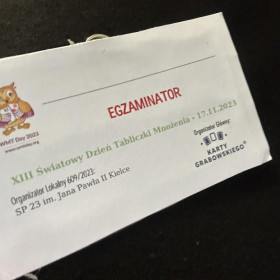 WMT Day 2023
EGZAMINATOR
XIII Światowy Dzień Tabliczki Mnożenia - 17.11.2023
Organizator Lokalny 609/2023:
SP 23 im. Jana Pawła II Kielce
Organizator Główny:
KARTY
GRABOWSKIEGO